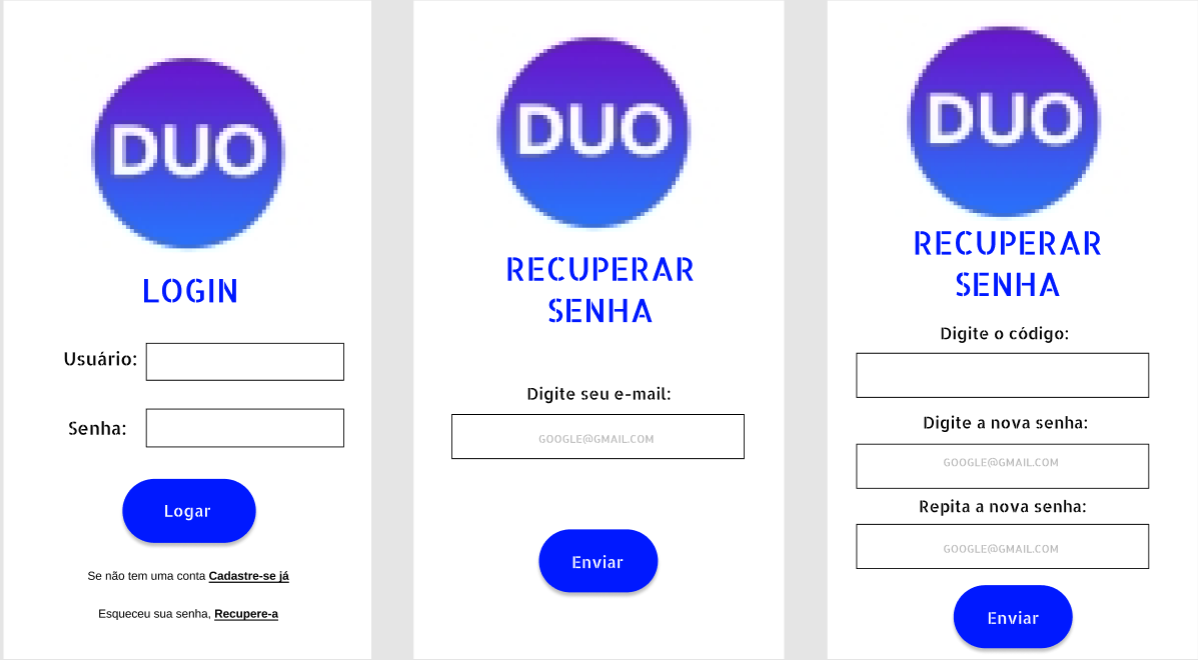 DUO
LOGIN
Usuário:
Senha:
Logar
Se não tem uma conta Cadastre-se já
Esqueceu sua senha, Recupere-a
DUO
RECUPERAR
SENHA
Digite seu e-mail:
GOOGLE@GMAIL.COM
Enviar
DUO
RECUPERAR
SENHA
Digite o código:
Digite a nova senha:
GOOGLE@GMAIL.COM
Repita a nova senha:
GOOGLE@GMAIL.COM
Enviar